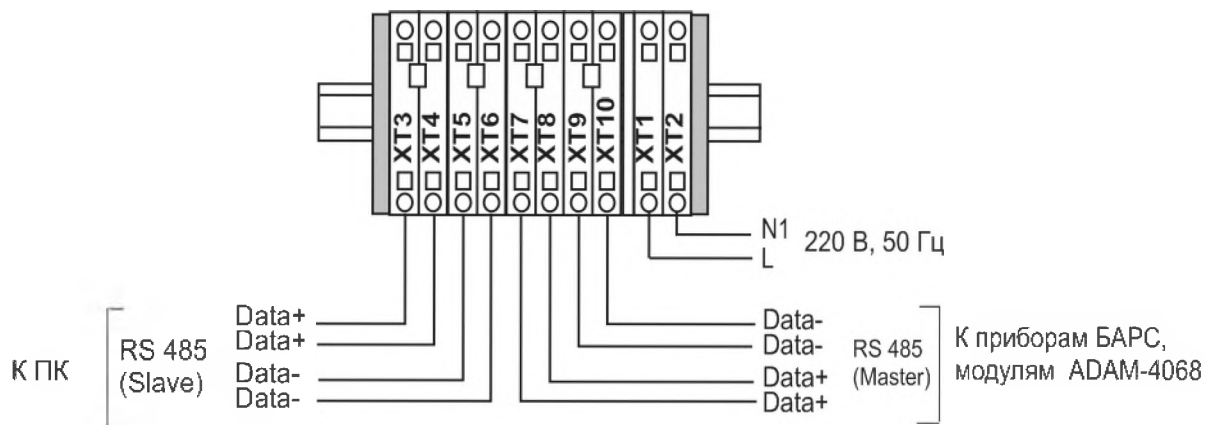 XT3 XT4 XT5 XT6 XT7 XT8 XT9 XT10 XT1 XT2
N1
L
220 В, 50 Гц
К ПК
RS 485
(Slave)
Data+
Data+
Data-
Data-
Data-
Data-
Data+
Data+
RS 485
(Master)
К приборам БАРС,
модулям ADAM-4068